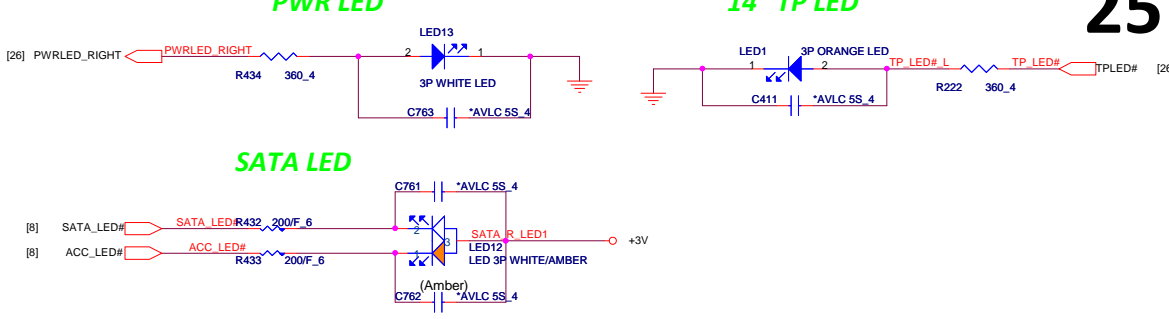 PWR LED
14" TP LED
25
LED13
[26] PWRLED_RIGHT PWRLED_RIGHT 2 1
R434 360_4 3P WHITE LED
C763 *AVLC 5S_4
LED1 3P ORANGE LED
1 2 TP_LED#_L TP_LED# TPLED#
R222 360_4
C411 *AVLC 5S_4
SATA LED
C761 *AVLC 5S_4
[8] SATA_LED# SATA_LED# R432 200/F_6 2
3 SATA_R_LED1 +3V
[8] ACC_LED# ACC_LED# 1 LED12
R433 200/F_6 LED 3P WHITE/AMBER
(Amber)
C762 *AVLC 5S_4